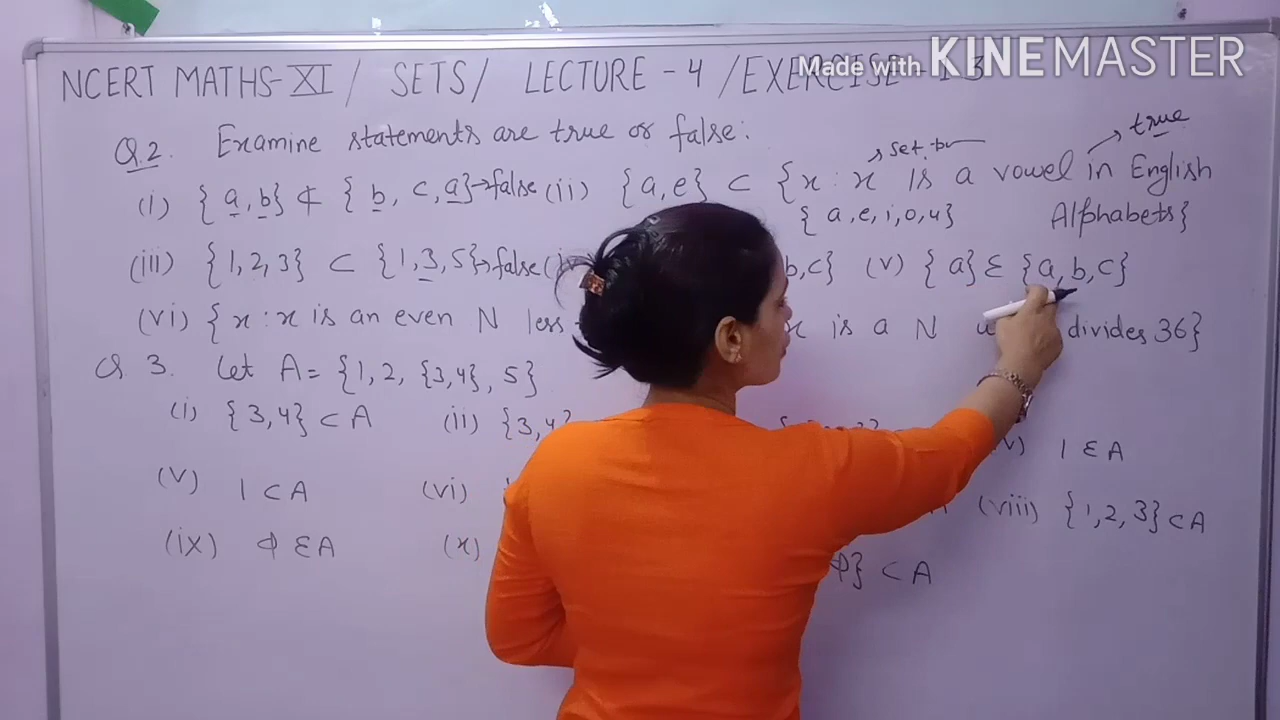 Made with KINEMASTER
NCERT MATHS-XI / SETS / LECTURE - 4 / EXERCISE - 1.3
Q.2. Examine statements are true or false:
true
set-
(i) {a, b} ⊄ {b, c, a}→false (ii) {a, e} ⊂ {x : x is a vowel in English
{a, e, i, o, u} Alphabets}
(iii) {1, 2, 3} ⊂ {1, 3, 5}→false b, c} (v) {a} ε {a, b, c}
(vi) {x : x is an even N less x is a N divides 36}
Q 3. Let A = {1, 2, {3, 4}, 5}
(i) {3, 4} ⊂ A (ii) {3, 4 1 ε A
(v) 1 ⊂ A (vi) (viii) {1, 2, 3} ⊂ A
(ix) Φ ε A (x) Φ} ⊂ A